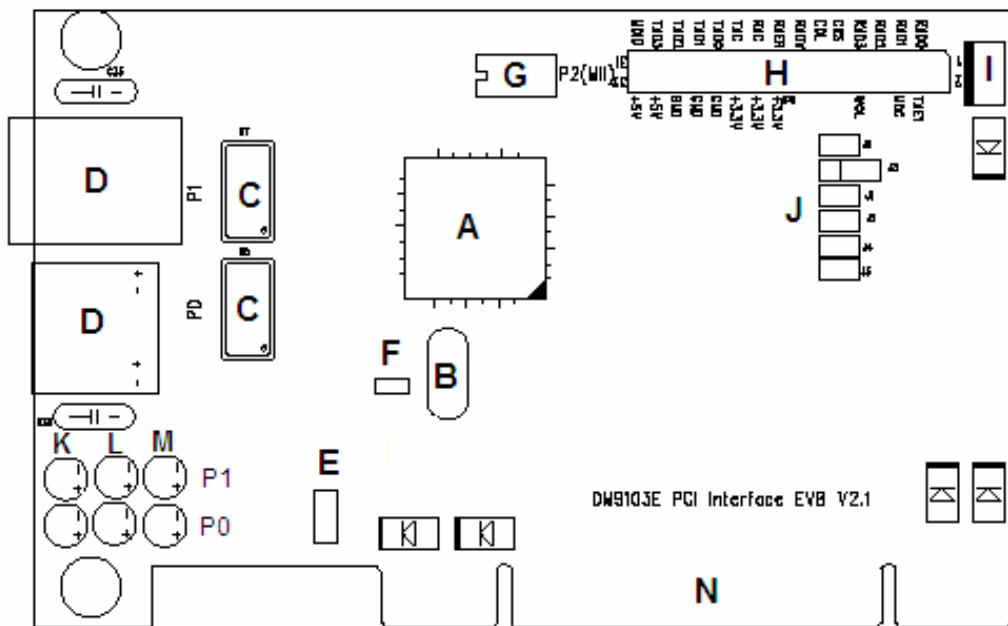 MDIO TXD3 TXD2 TXD1 TXD0 TXC RXC RXER RXDV COL CRS RXD3 RXD2 RXD1 RXD0
G P2(MII) H I
+5V +5V GND GND GND +3.3V +3.3V +3.3V MDC
D P1 C
A
J
D P0 C
F B
K L M
P1
E
P0
DM9103E PCI Interface EVB V2.1
N